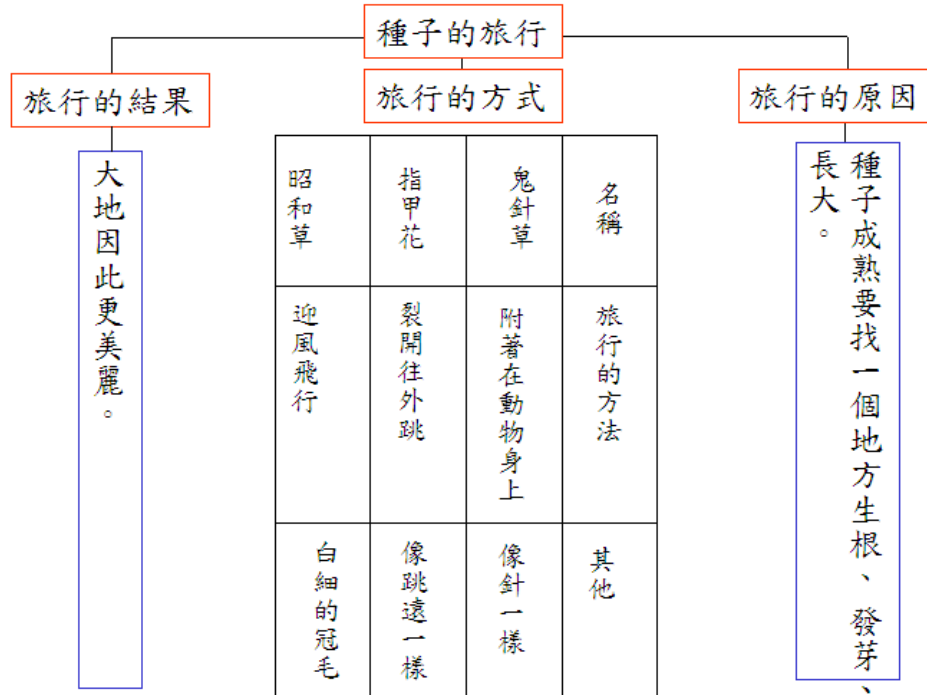 種子的旅行
旅行的原因
種子成熟要找一個地方生根、發芽、
長大。
旅行的方式
名稱
鬼針草
指甲花
昭和草
旅行的方法
附著在動物身上
裂開往外跳
迎風飛行
其他
像針一樣
像跳遠一樣
白細的冠毛
旅行的結果
大地因此更美麗。